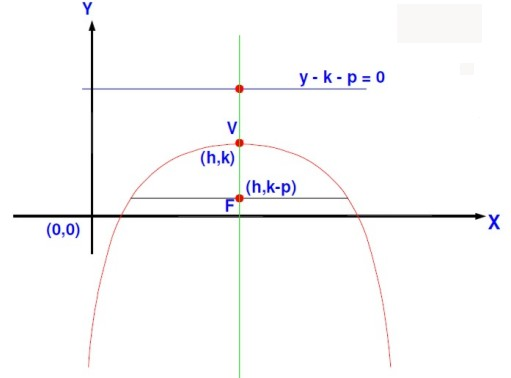 Y
y - k - p = 0
V
(h,k)
(h,k-p)
F
(0,0)
X